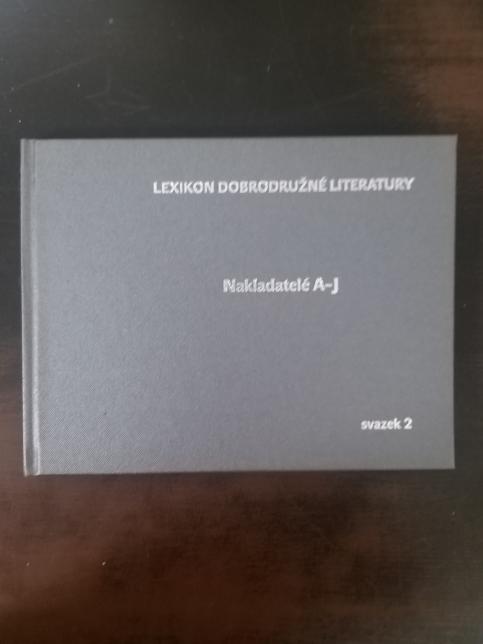 LEXIKON DOBRODRUŽNÉ LITERATURY
Nakladatelé A-J
svazek 2